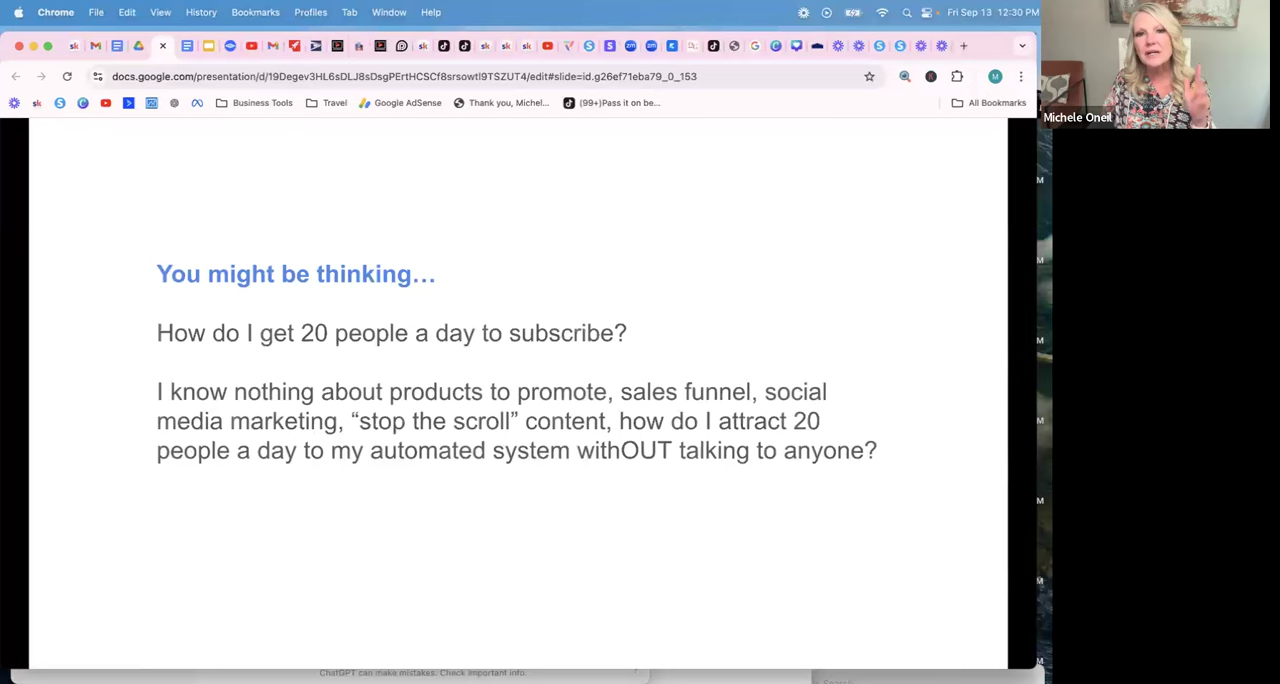 Chrome File Edit View History Bookmarks Profiles Tab Window Help Fri Sep 13 12:30 PM
docs.google.com/presentation/d/19Degev3HL6sDLJ8sDsgPErtHCSCf8srsowtI9TSZUT4/edit#slide=id.g26ef71eba79_0_153
Business Tools Travel Google AdSense Thank you, Michel... (99+)Pass it on be... All Bookmarks
Michele Oneil
You might be thinking…
How do I get 20 people a day to subscribe?
I know nothing about products to promote, sales funnel, social
media marketing, “stop the scroll” content, how do I attract 20
people a day to my automated system withOUT talking to anyone?
ChatGPT can make mistakes. Check important info.